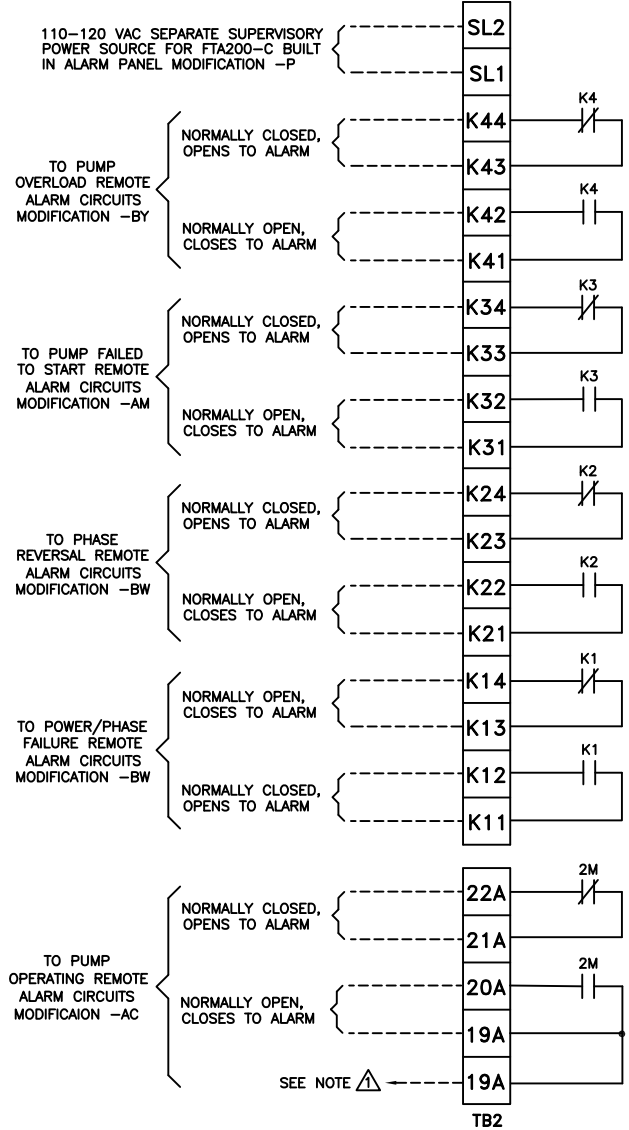 110-120 VAC SEPARATE SUPERVISORY
POWER SOURCE FOR FTA200-C BUILT
IN ALARM PANEL MODIFICATION -P
SL2
SL1
TO PUMP
OVERLOAD REMOTE
ALARM CIRCUITS
MODIFICATION -BY
NORMALLY CLOSED,
OPENS TO ALARM
K44
K43
K4
NORMALLY OPEN,
CLOSES TO ALARM
K42
K41
K4
TO PUMP FAILED
TO START REMOTE
ALARM CIRCUITS
MODIFICATION -AM
NORMALLY CLOSED,
OPENS TO ALARM
K34
K33
K3
NORMALLY OPEN,
CLOSES TO ALARM
K32
K31
K3
TO PHASE
REVERSAL REMOTE
ALARM CIRCUITS
MODIFICATION -BW
NORMALLY CLOSED,
OPENS TO ALARM
K24
K23
K2
NORMALLY OPEN,
CLOSES TO ALARM
K22
K21
K2
TO POWER/PHASE
FAILURE REMOTE
ALARM CIRCUITS
MODIFICATION -BW
NORMALLY OPEN,
CLOSES TO ALARM
K14
K13
K1
NORMALLY CLOSED,
OPENS TO ALARM
K12
K11
K1
TO PUMP
OPERATING REMOTE
ALARM CIRCUITS
MODIFICAION -AC
NORMALLY CLOSED,
OPENS TO ALARM
22A
21A
2M
NORMALLY OPEN,
CLOSES TO ALARM
20A
19A
2M
SEE NOTE 1
19A
TB2